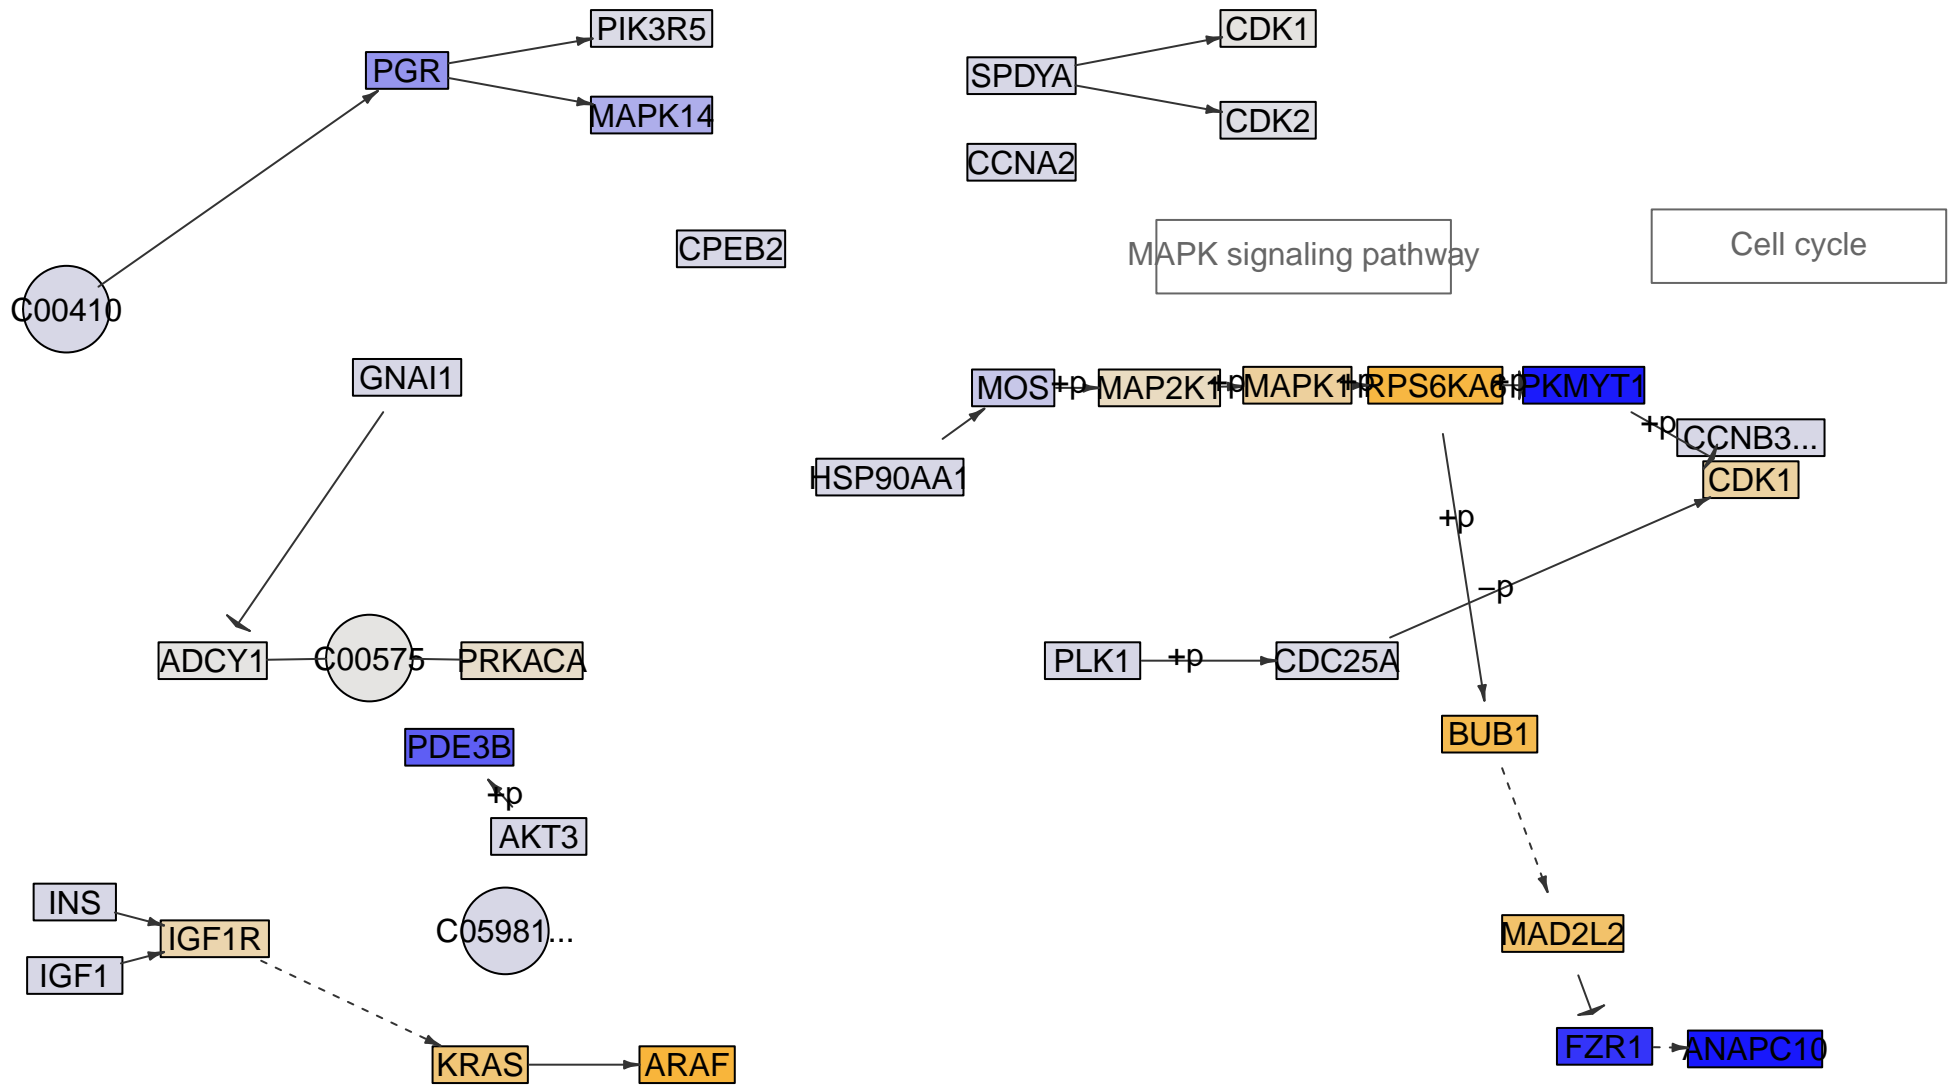 PIK3R5
CDK1
PGR
SPDYA
MAPK14
CDK2
CCNA2
CPEB2
MAPK signaling pathway
Cell cycle
C00410
GNAI1
MOS
+p
MAP2K1
+p
MAPK1
+p
RPS6KA6
+p
PKMYT1
+p
CCNB3...
HSP90AA1
CDK1
+p
−p
ADCY1
C00575
PRKACA
PLK1
+p
CDC25A
PDE3B
BUB1
+p
AKT3
INS
IGF1R
C05981...
MAD2L2
IGF1
KRAS
ARAF
FZR1
ANAPC10